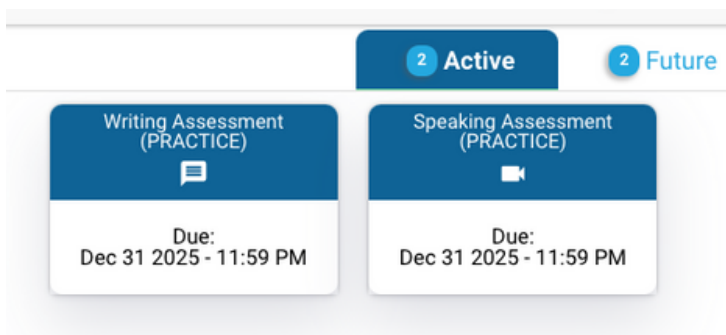 2 Active
2 Future
Writing Assessment
(PRACTICE)
Due:
Dec 31 2025 - 11:59 PM
Speaking Assessment
(PRACTICE)
Due:
Dec 31 2025 - 11:59 PM